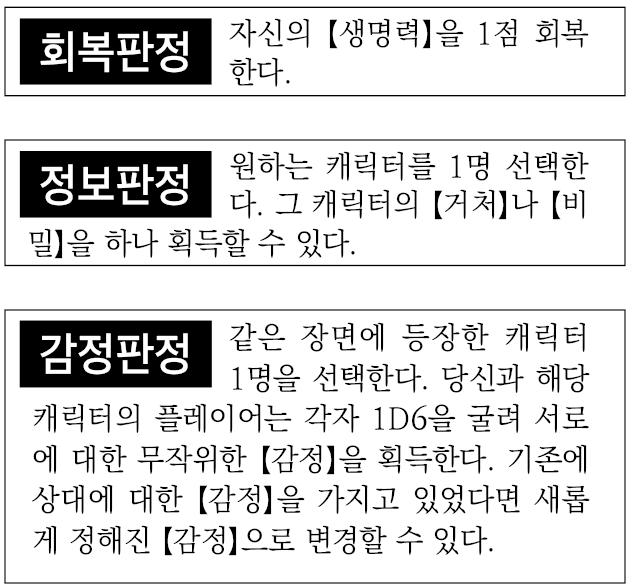 회복판정 자신의 【생명력】을 1점 회복
한다.
정보판정 원하는 캐릭터를 1명 선택한
다. 그 캐릭터의 【거처】나 【비
밀】을 하나 획득할 수 있다.
감정판정 같은 장면에 등장한 캐릭터
1명을 선택한다. 당신과 해당
캐릭터의 플레이어는 각자 1D6을 굴려 서로
에 대한 무작위한 【감정】을 획득한다. 기존에
상대에 대한 【감정】을 가지고 있었다면 새롭
게 정해진 【감정】으로 변경할 수 있다.